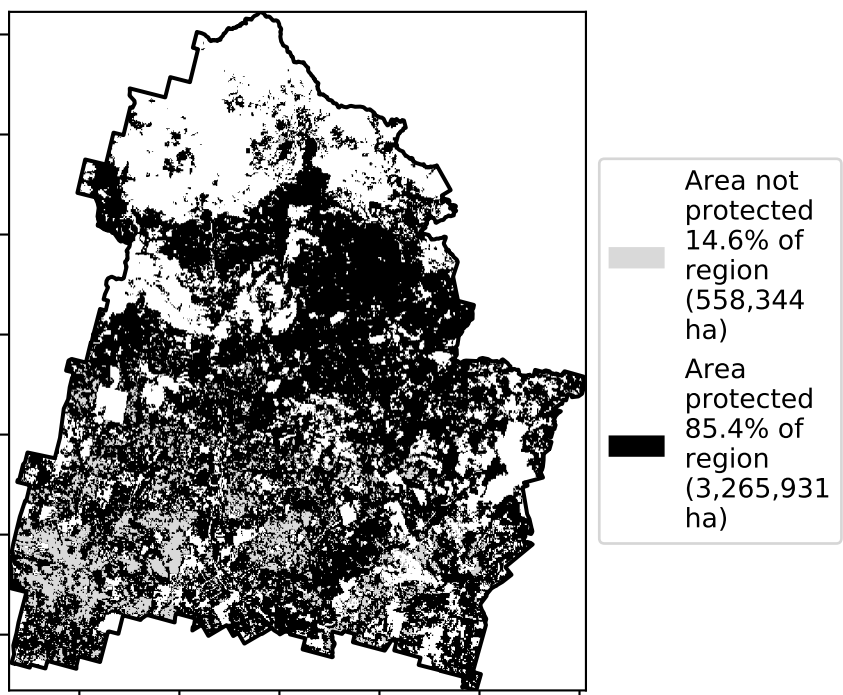 Area not
protected
14.6% of
region
(558,344
ha)
Area
protected
85.4% of
region
(3,265,931
ha)